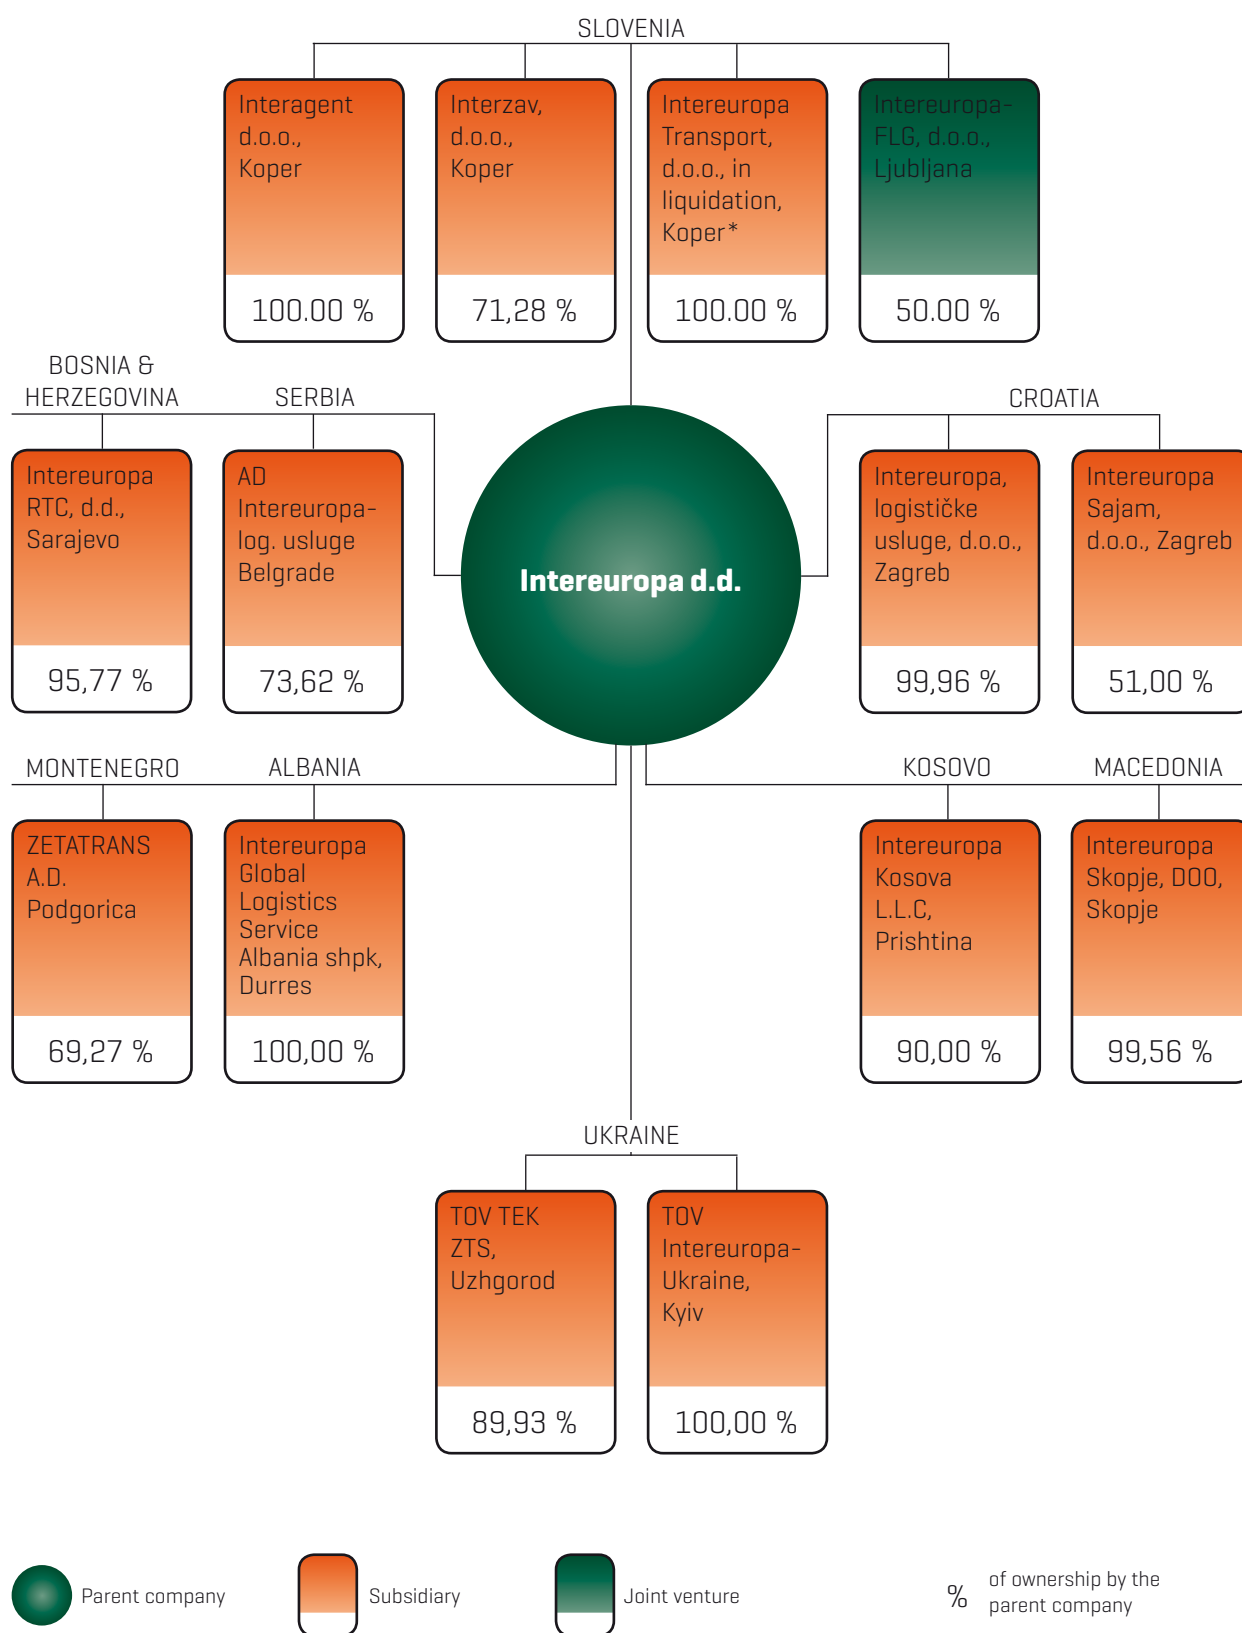 SLOVENIA
Interagent
d.o.o.,
Koper
100.00 %
Interzav,
d.o.o.,
Koper
71,28 %
Intereuropa
Transport,
d.o.o., in
liquidation,
Koper*
100.00 %
Intereuropa-
FLG, d.o.o.,
Ljubljana
50.00 %
BOSNIA &
HERZEGOVINA
Intereuropa
RTC, d.d.,
Sarajevo
95,77 %
SERBIA
AD
Intereuropa-
log. usluge
Belgrade
73,62 %
Intereuropa d.d.
CROATIA
Intereuropa,
logističke
usluge, d.o.o.,
Zagreb
99,96 %
Intereuropa
Sajam,
d.o.o., Zagreb
51,00 %
MONTENEGRO
ZETATRANS
A.D.
Podgorica
69,27 %
ALBANIA
Intereuropa
Global
Logistics
Service
Albania shpk,
Durres
100,00 %
KOSOVO
Intereuropa
Kosova
L.L.C,
Prishtina
90,00 %
MACEDONIA
Intereuropa
Skopje, DOO,
Skopje
99,56 %
UKRAINE
TOV TEK
ZTS,
Uzhgorod
89,93 %
TOV
Intereuropa-
Ukraine,
Kyiv
100,00 %
Parent company
Subsidiary
Joint venture
% of ownership by the
parent company